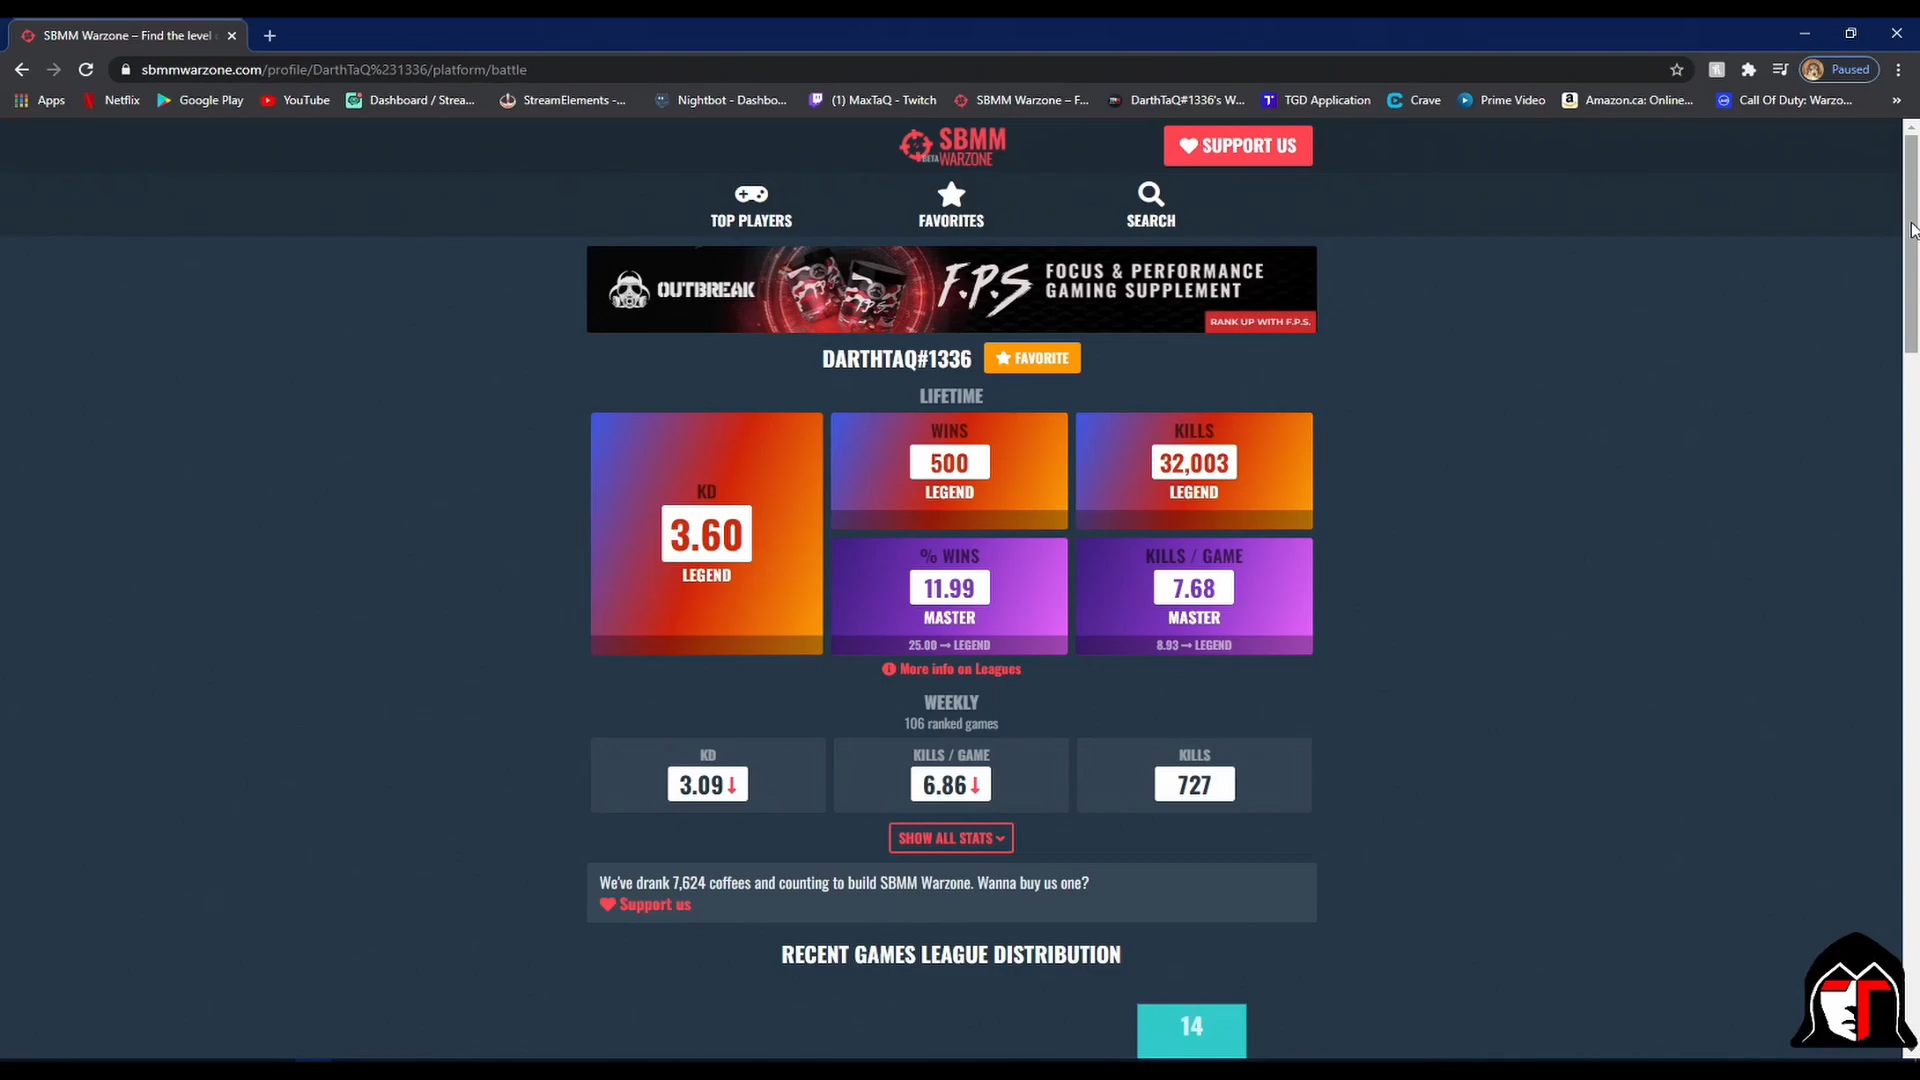 SBMM Warzone – Find the level
sbmmwarzone.com/profile/DarthTaQ%231336/platform/battle
Paused
Apps
Netflix
Google Play
YouTube
Dashboard / Strea...
StreamElements -...
Nightbot - Dashbo...
(1) MaxTaQ - Twitch
SBMM Warzone – F...
DarthTaQ#1336's W...
TGD Application
Crave
Prime Video
Amazon.ca: Online...
Call Of Duty: Warzo...
SBMM
BETA WARZONE
SUPPORT US
TOP PLAYERS
FAVORITES
SEARCH
OUTBREAK
F.P.S
FOCUS & PERFORMANCE
GAMING SUPPLEMENT
RANK UP WITH F.P.S.
DARTHTAQ#1336
FAVORITE
LIFETIME
KD
3.60
LEGEND
WINS
500
LEGEND
KILLS
32,003
LEGEND
% WINS
11.99
MASTER
25.00 → LEGEND
KILLS / GAME
7.68
MASTER
8.93 → LEGEND
More info on Leagues
WEEKLY
106 ranked games
KD
3.09↓
KILLS / GAME
6.86↓
KILLS
727
SHOW ALL STATS
We've drank 7,624 coffees and counting to build SBMM Warzone. Wanna buy us one?
Support us
RECENT GAMES LEAGUE DISTRIBUTION
14